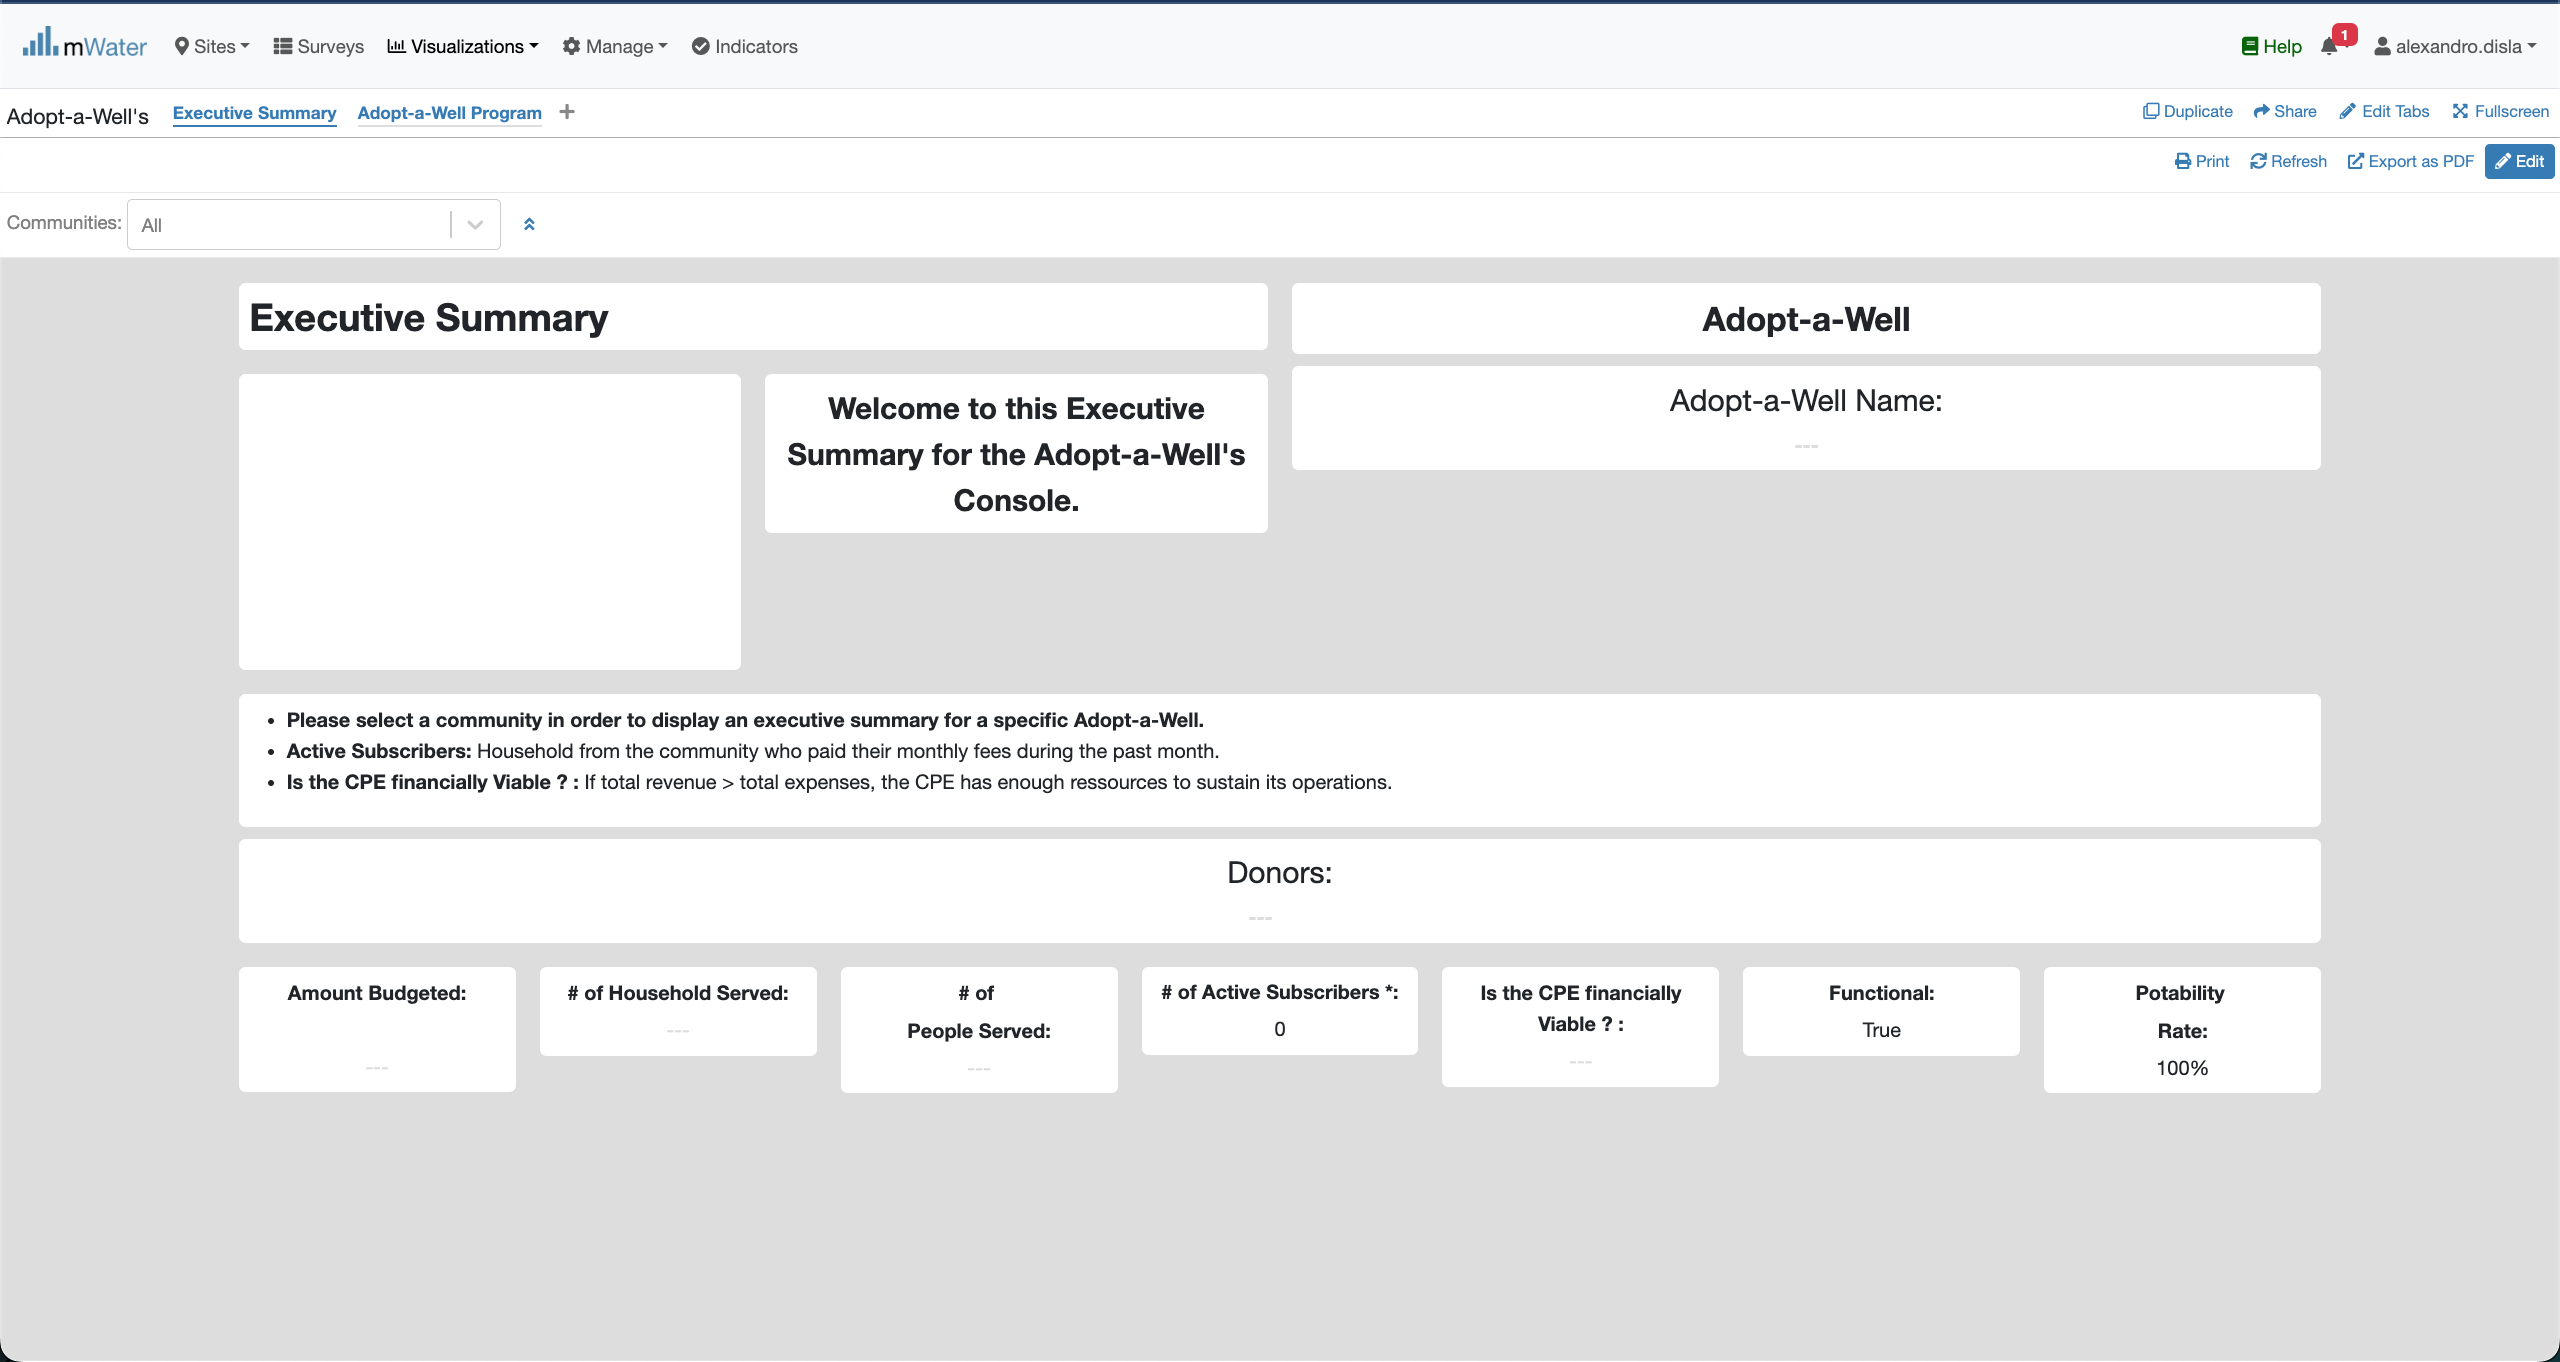 mWater Sites Surveys Visualizations Manage Indicators Help 1 alexandro.disla
Adopt-a-Well's Executive Summary Adopt-a-Well Program + Duplicate Share Edit Tabs Fullscreen
Print Refresh Export as PDF Edit
Communities: All
Executive Summary
Adopt-a-Well
Welcome to this Executive
Summary for the Adopt-a-Well's
Console.
Adopt-a-Well Name:
---
• Please select a community in order to display an executive summary for a specific Adopt-a-Well.
• Active Subscribers: Household from the community who paid their monthly fees during the past month.
• Is the CPE financially Viable ? : If total revenue > total expenses, the CPE has enough ressources to sustain its operations.
Donors:
---
Amount Budgeted:
---
# of Household Served:
---
# of
People Served:
---
# of Active Subscribers *:
0
Is the CPE financially
Viable ? :
---
Functional:
True
Potability
Rate:
100%